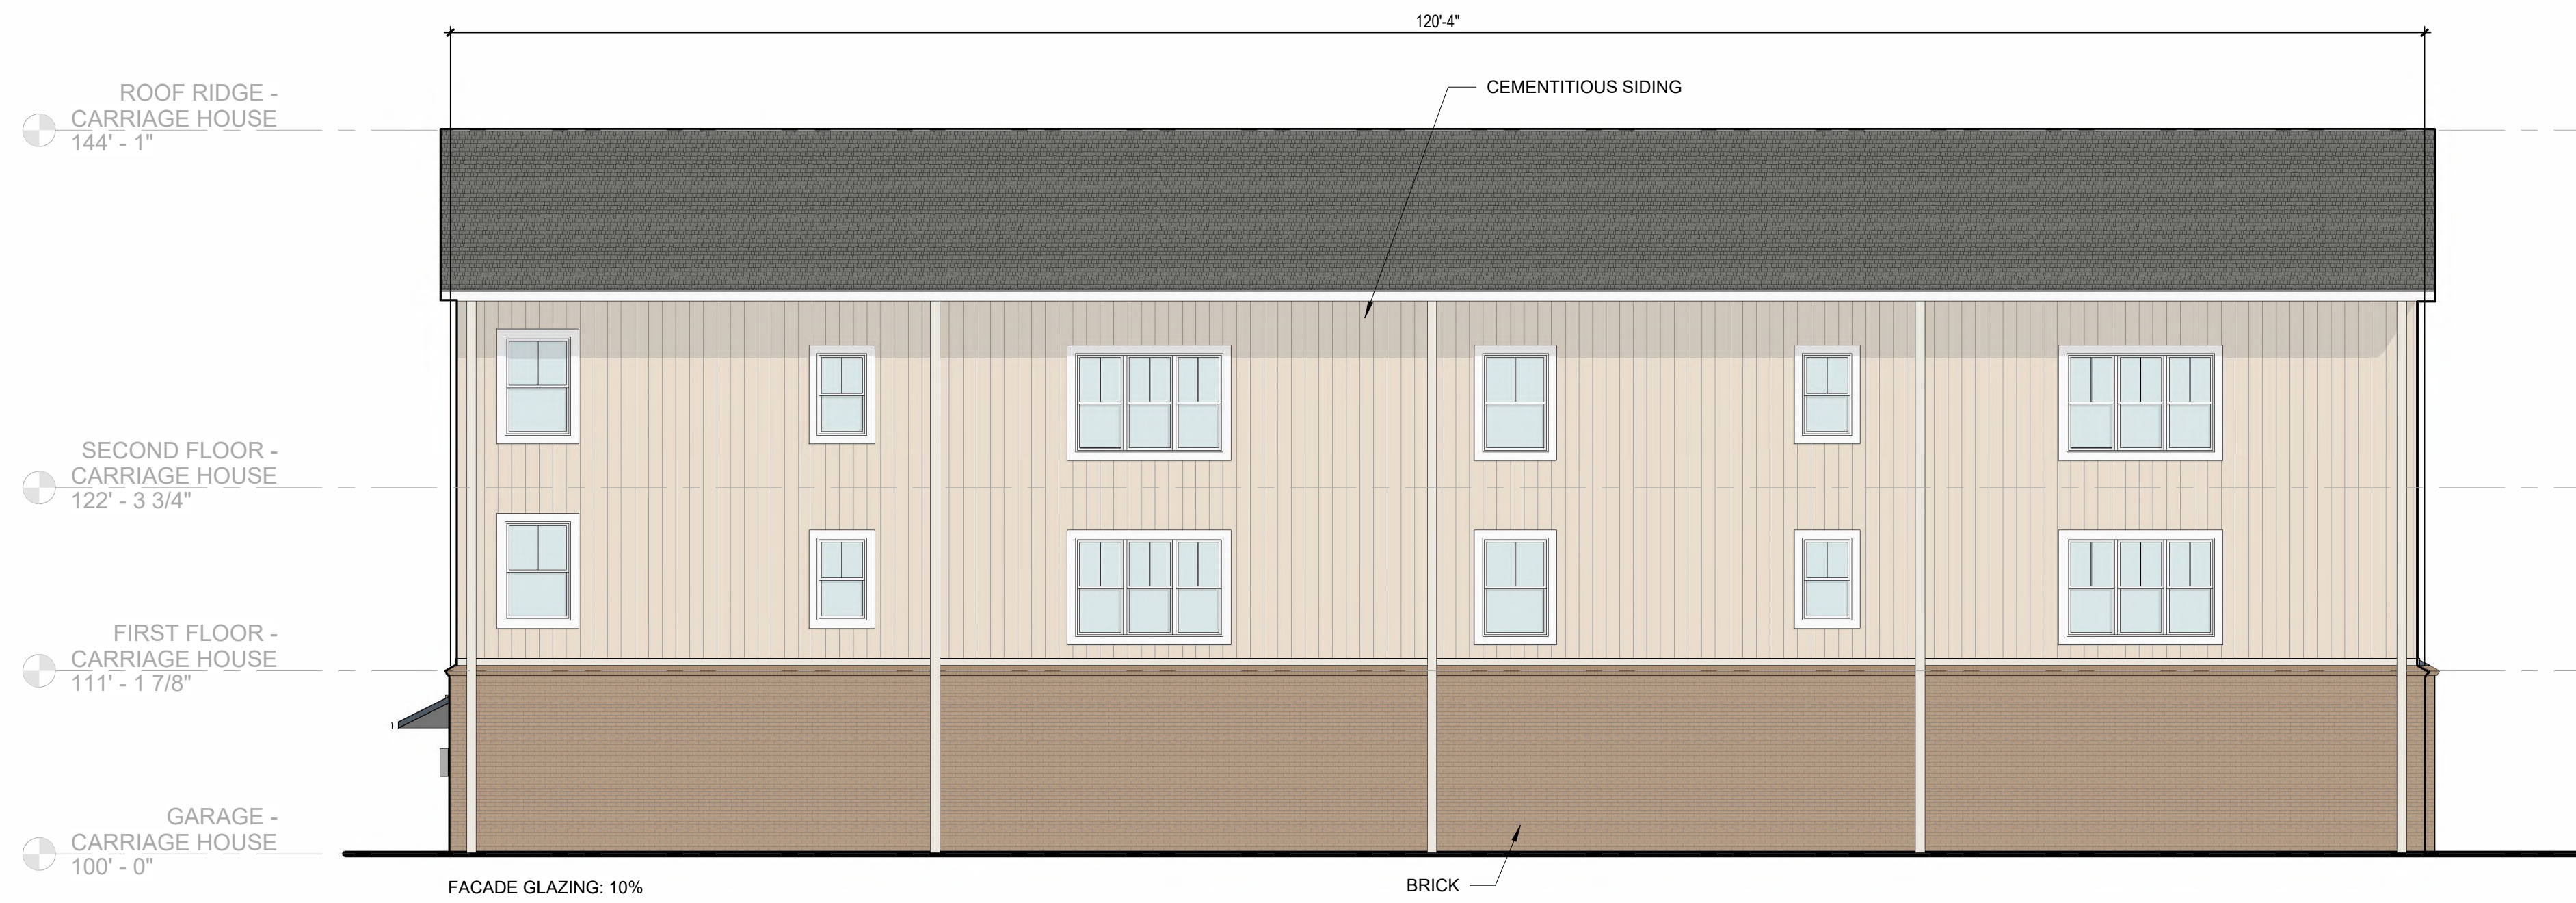 120'-4"
CEMENTITIOUS SIDING
ROOF RIDGE -
CARRIAGE HOUSE
144' - 1"
SECOND FLOOR -
CARRIAGE HOUSE
122' - 3 3/4"
FIRST FLOOR -
CARRIAGE HOUSE
111' - 1 7/8"
GARAGE -
CARRIAGE HOUSE
100' - 0"
FACADE GLAZING: 10%
BRICK